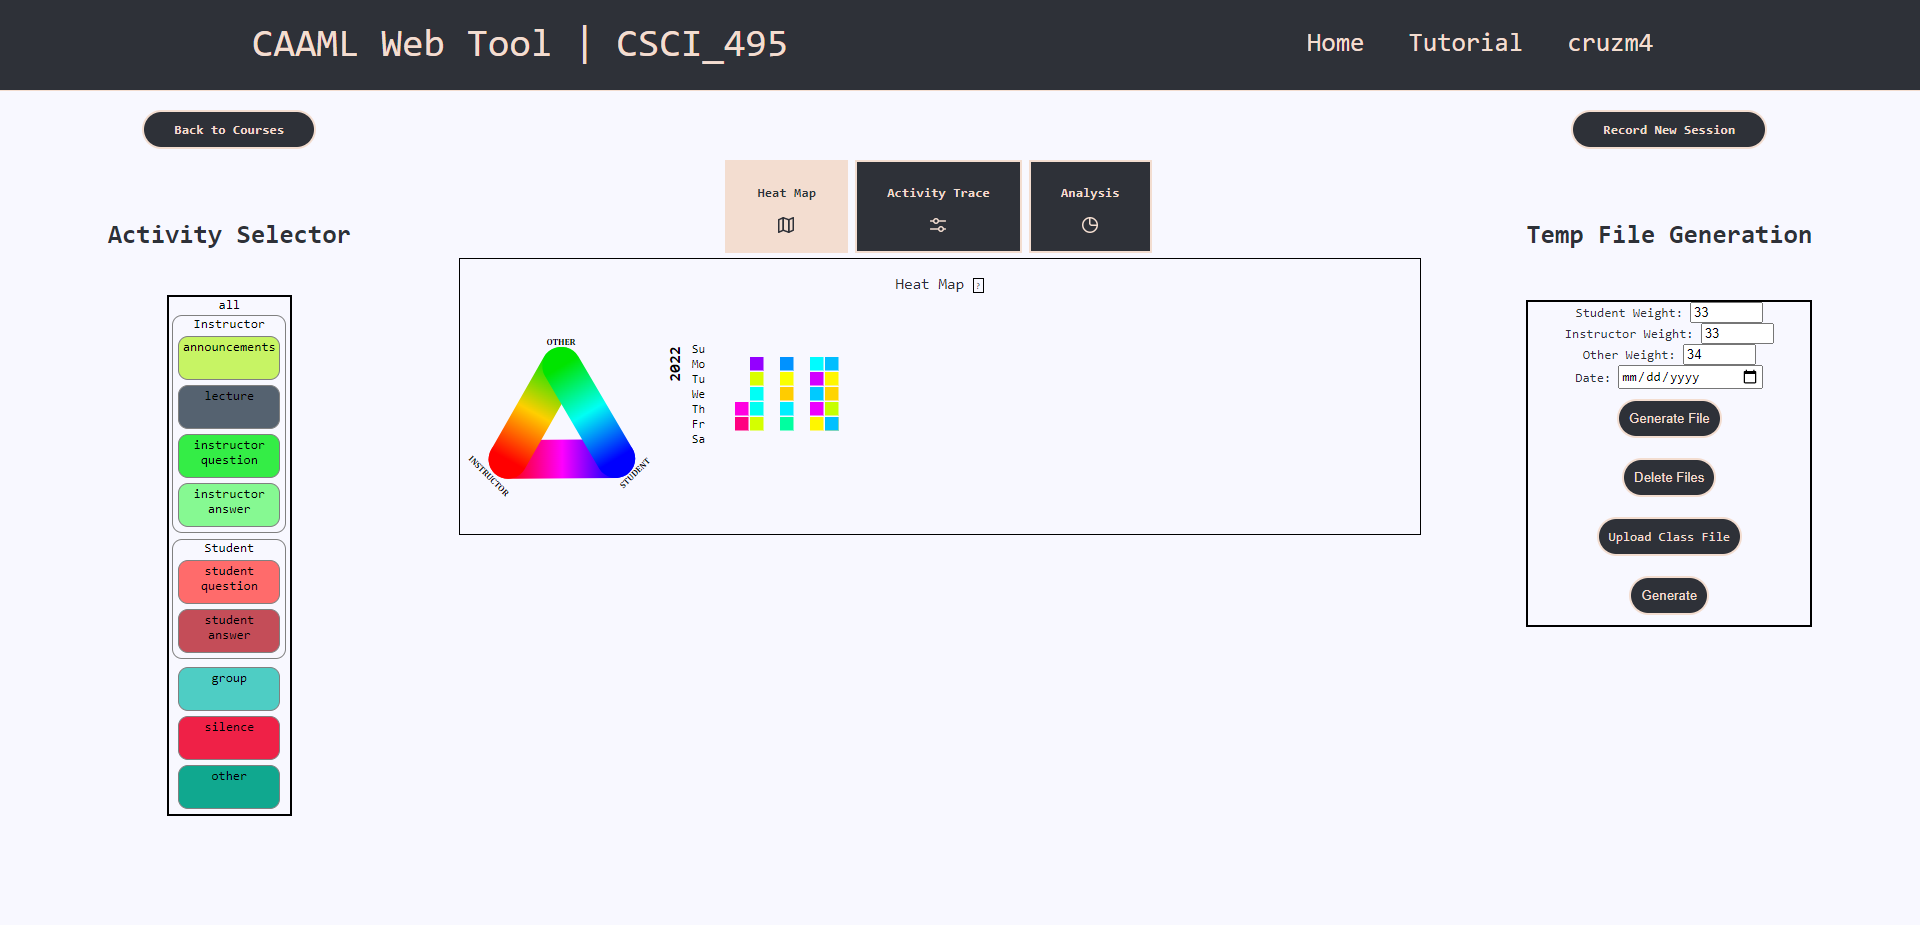 CAAML Web Tool | CSCI_495
Home
Tutorial
cruzm4
Back to Courses
Record New Session
Heat Map
Activity Trace
Analysis
Activity Selector
all
Instructor
announcements
lecture
instructor
question
instructor
answer
Student
student
question
student
answer
group
silence
other
Heat Map ?
OTHER
INSTRUCTOR
STUDENT
2022
Su
Mo
Tu
We
Th
Fr
Sa
Temp File Generation
Student Weight: 33
Instructor Weight: 33
Other Weight: 34
Date: mm/dd/yyyy
Generate File
Delete Files
Upload Class File
Generate